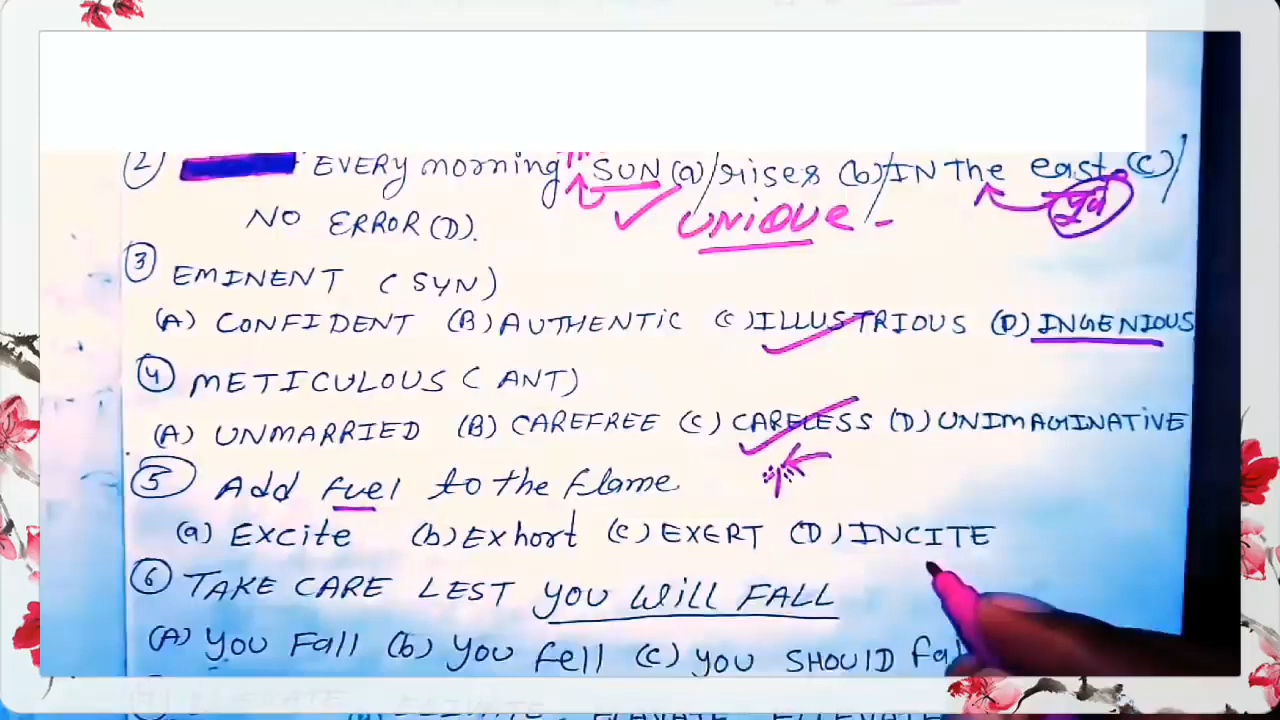 ② EVERY morning SUN (a)/rises (b)/IN the east. (C)/
UNIQUE -
NO ERROR (D).
③ EMINENT (SYN)
(A) CONFIDENT (B) AUTHENTIC (C) ILLUSTRIOUS (D) INGENIOUS
④ METICULOUS (ANT)
(A) UNMARRIED (B) CAREFREE (C) CARELESS (D) UNIMAGINATIVE
⑤ Add fuel to the flame
(a) Excite (b) Exhort (C) EXERT (D) INCITE
⑥ TAKE CARE LEST YOU WILL FALL
(A) YOU Fall (b) YOU fell (C) YOU SHOULD